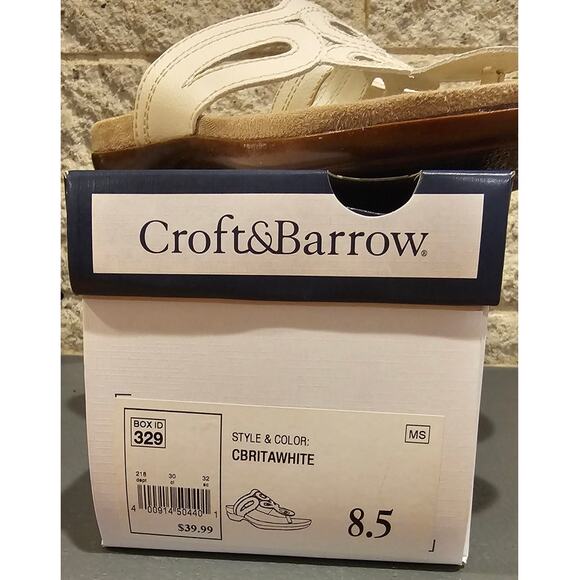 Croft&Barrow®
BOX ID
329
STYLE & COLOR:
CBRITAWHITE
MS
218 30 32
dept cl sc
4 00914 50440 1
$39.99
8.5